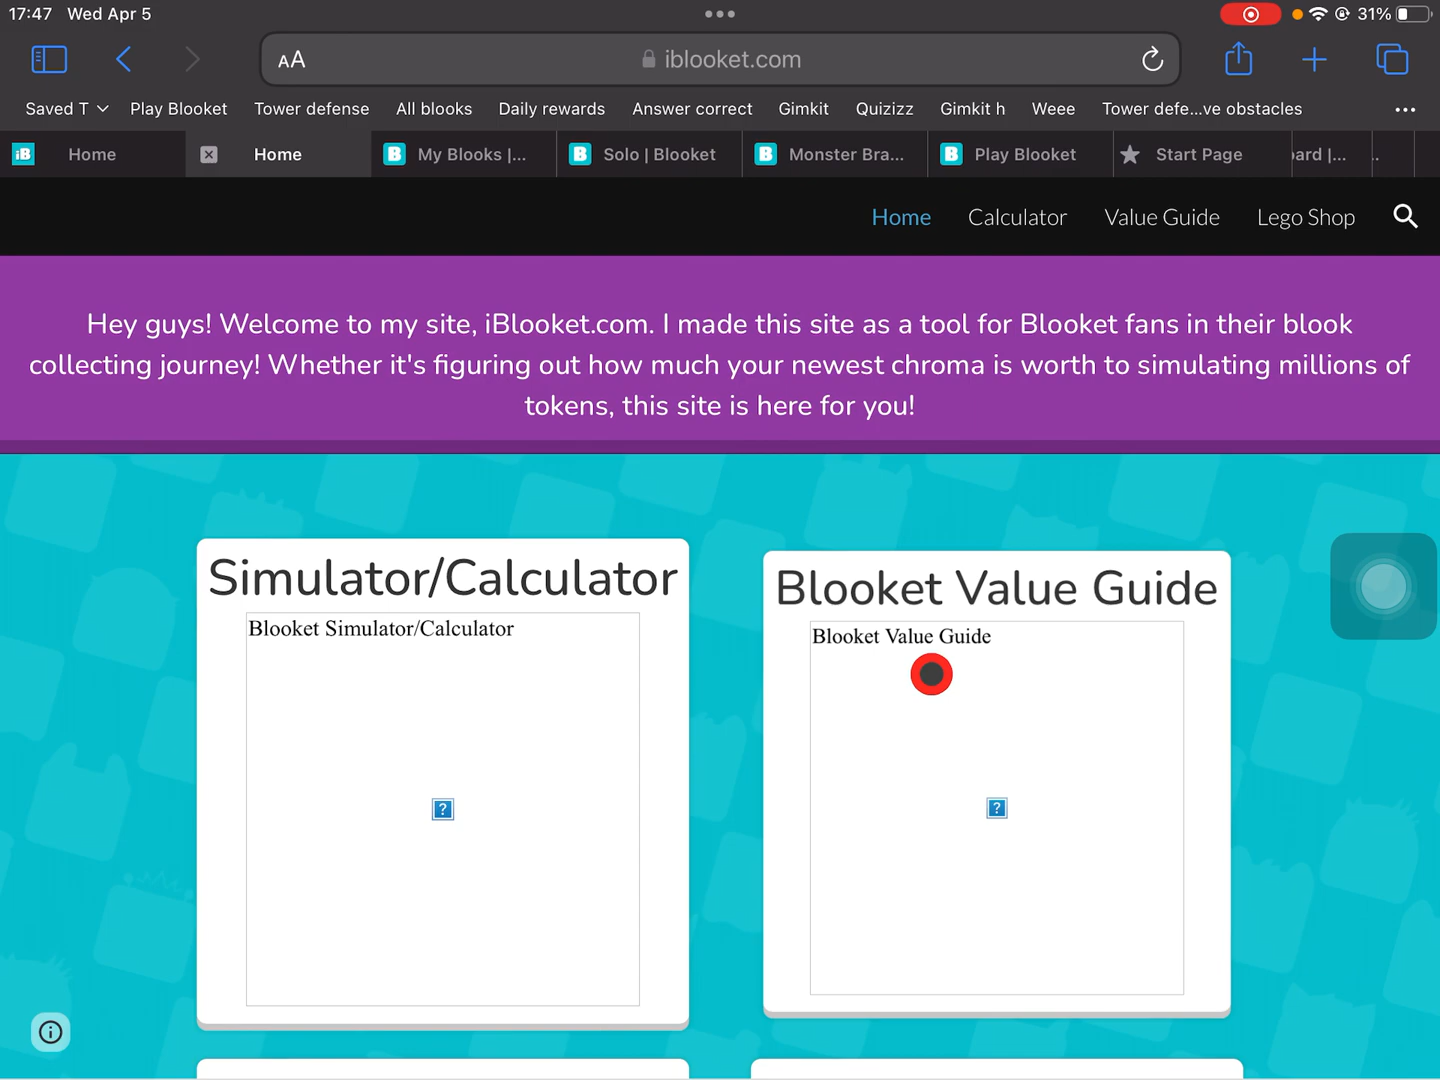 17:47 Wed Apr 5
31%
AA iblooket.com
Saved T Play Blooket Tower defense All blooks Daily rewards Answer correct Gimkit Quizizz Gimkit h Weee Tower defe...ve obstacles
iB Home Home B My Blooks |... B Solo | Blooket B Monster Bra... B Play Blooket Start Page ard |... ..
Home Calculator Value Guide Lego Shop
Hey guys! Welcome to my site, iBlooket.com. I made this site as a tool for Blooket fans in their blook
collecting journey! Whether it's figuring out how much your newest chroma is worth to simulating millions of
tokens, this site is here for you!
Simulator/Calculator
Blooket Simulator/Calculator
Blooket Value Guide
Blooket Value Guide